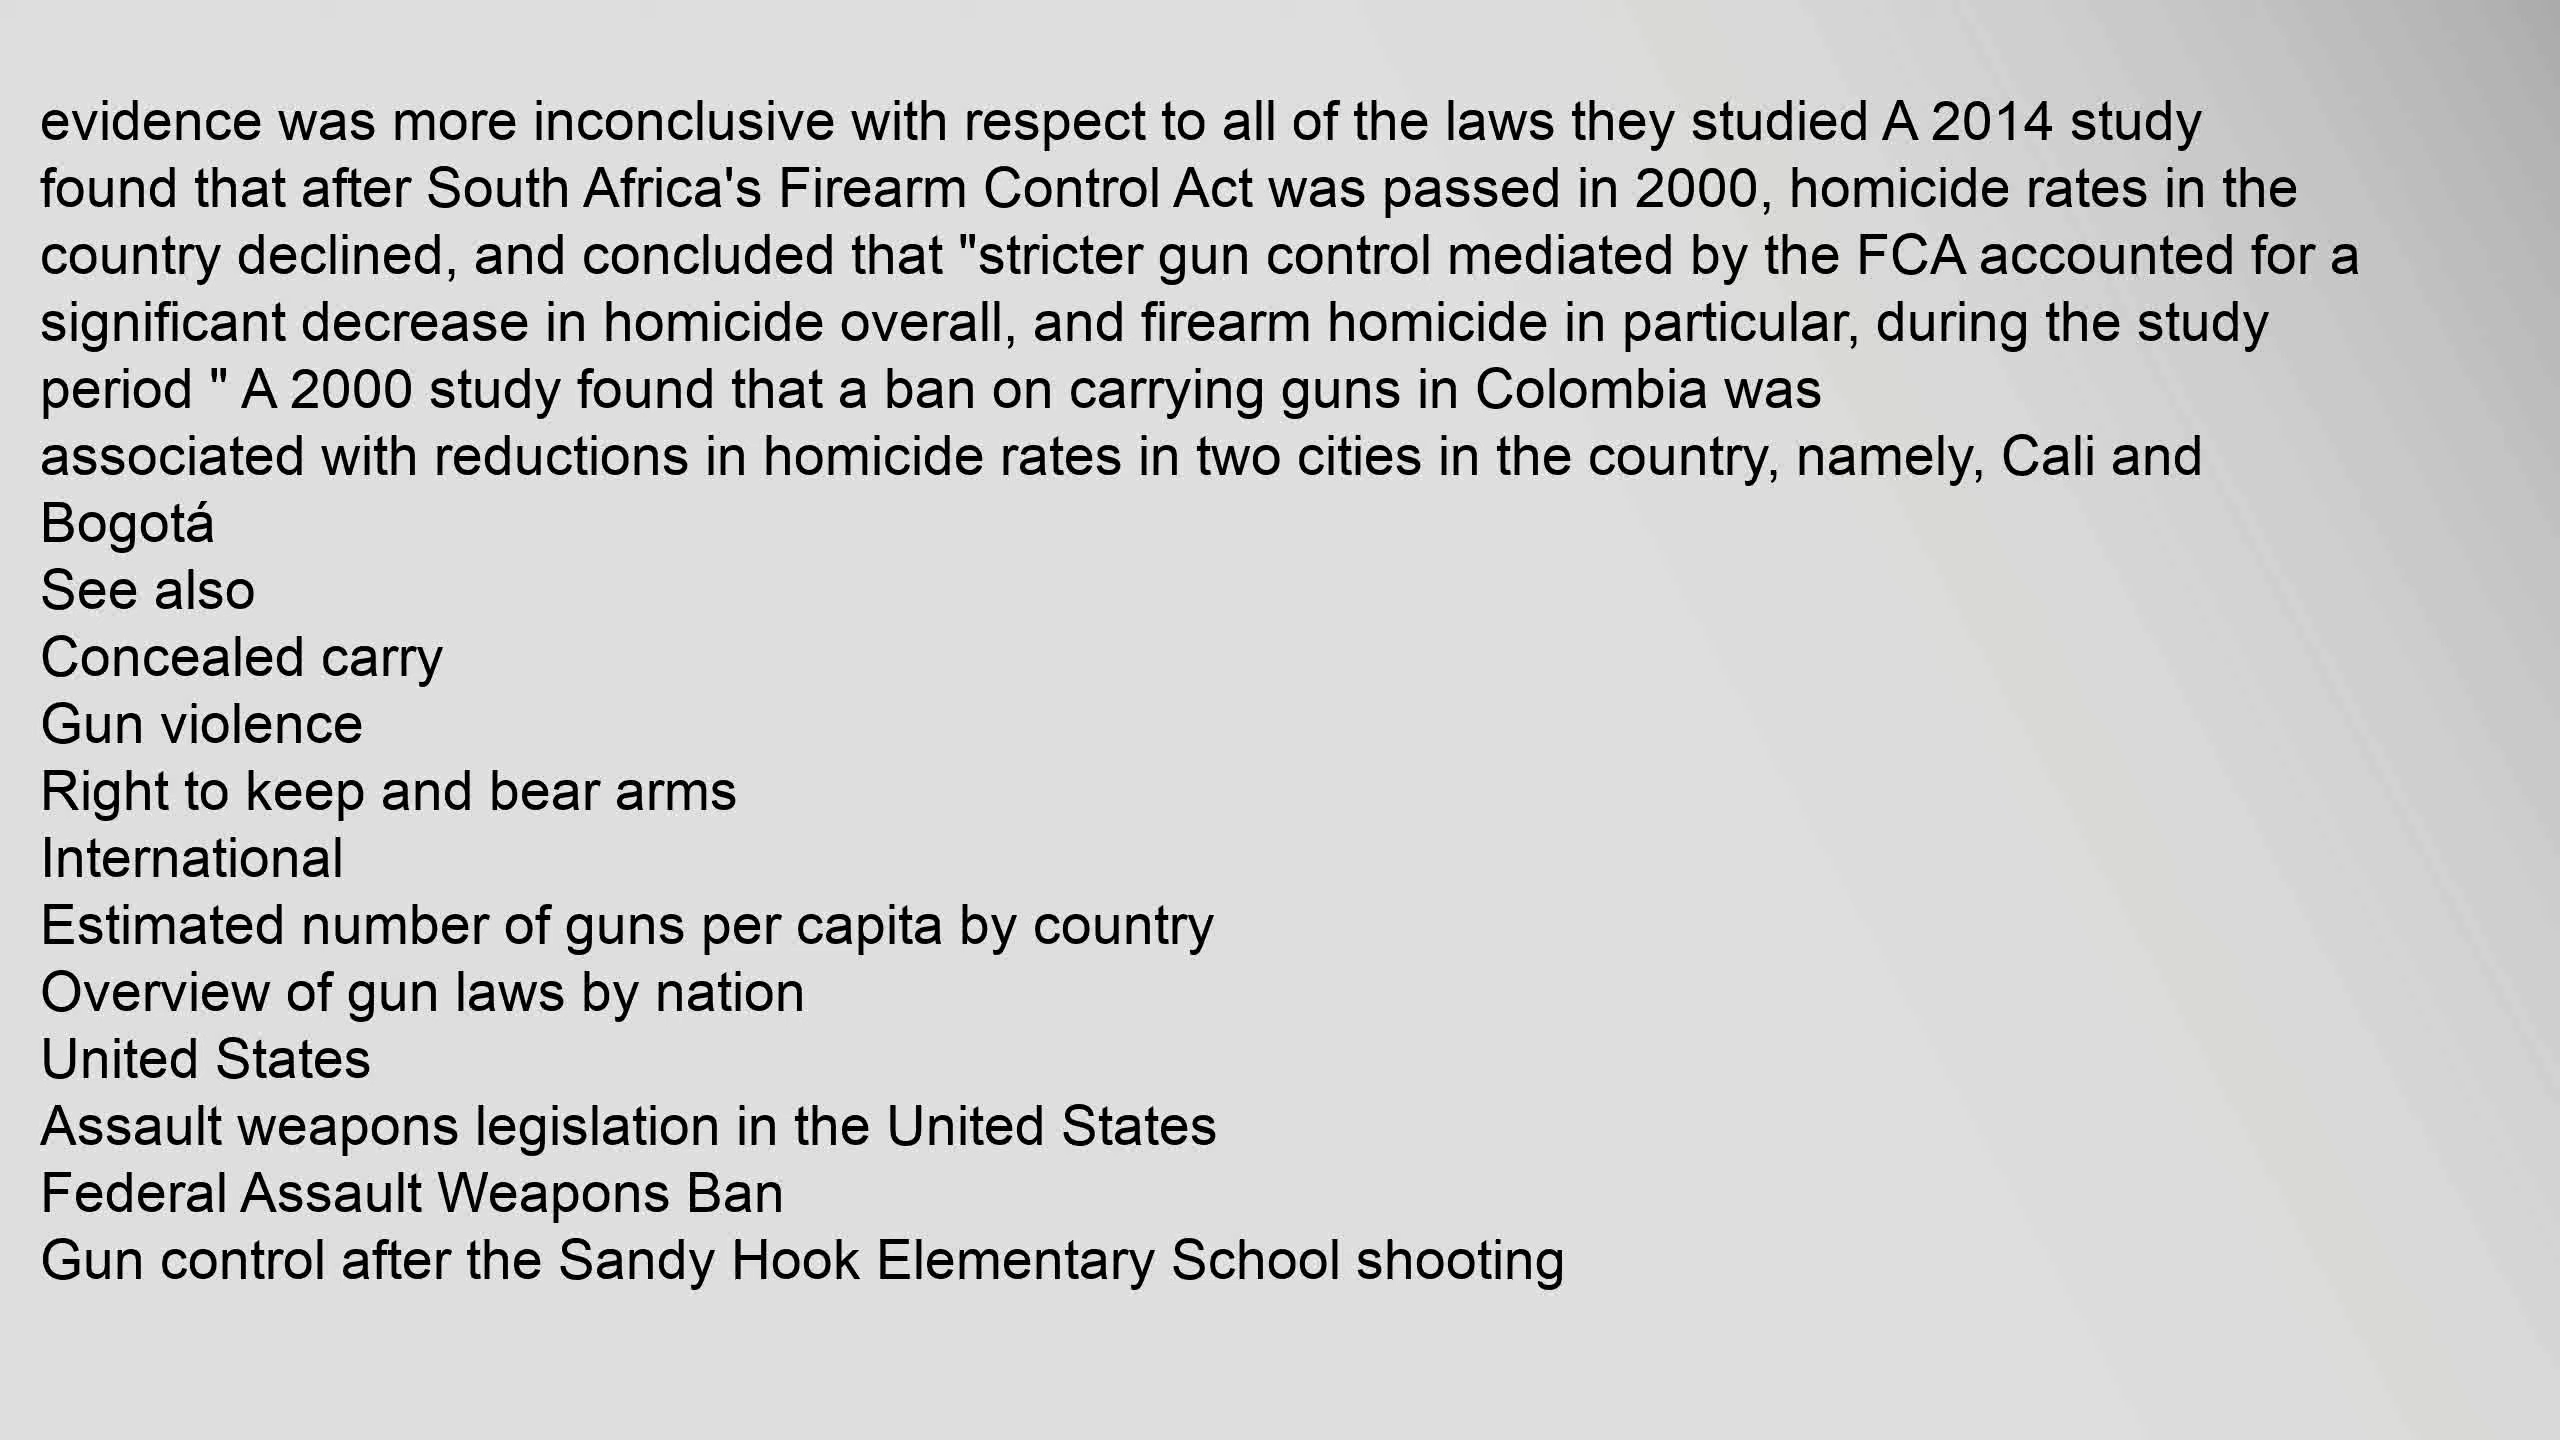 evidence was more inconclusive with respect to all of the laws they studied A 2014 study
found that after South Africa's Firearm Control Act was passed in 2000, homicide rates in the
country declined, and concluded that "stricter gun control mediated by the FCA accounted for a
significant decrease in homicide overall, and firearm homicide in particular, during the study
period " A 2000 study found that a ban on carrying guns in Colombia was
associated with reductions in homicide rates in two cities in the country, namely, Cali and
Bogotá
See also
Concealed carry
Gun violence
Right to keep and bear arms
International
Estimated number of guns per capita by country
Overview of gun laws by nation
United States
Assault weapons legislation in the United States
Federal Assault Weapons Ban
Gun control after the Sandy Hook Elementary School shooting